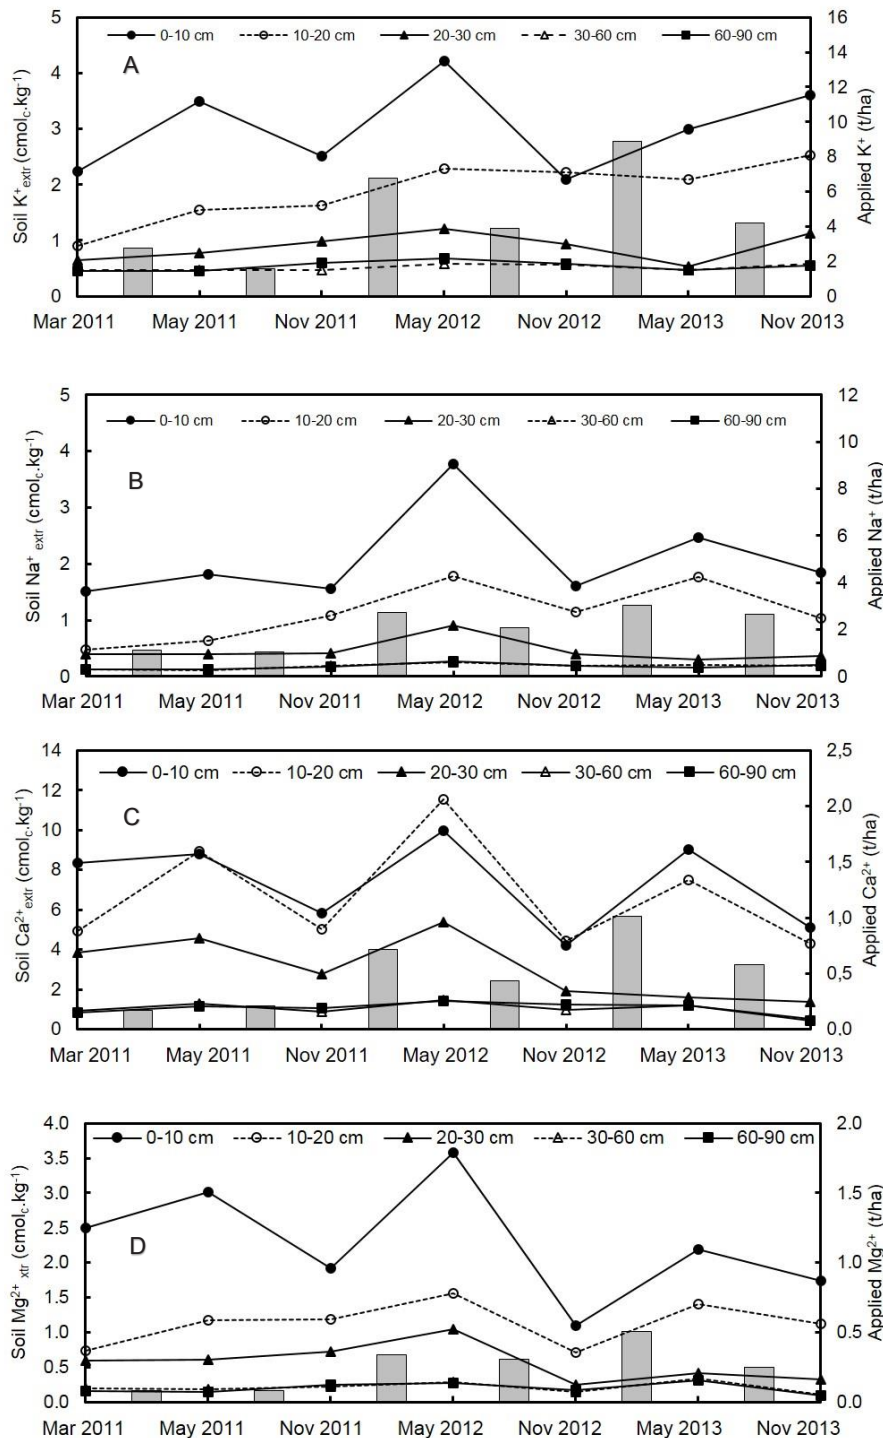 0-10 cm 10-20 cm 20-30 cm 30-60 cm 60-90 cm
A
Soil K⁺extr (cmolc.kg⁻¹)
5
4
3
2
1
0
Applied K⁺ (t/ha)
16
14
12
10
8
6
4
2
0
Mar 2011 May 2011 Nov 2011 May 2012 Nov 2012 May 2013 Nov 2013
0-10 cm 10-20 cm 20-30 cm 30-60 cm 60-90 cm
B
Soil Na⁺ extr (cmolc.kg⁻¹)
5
4
3
2
1
0
Applied Na⁺ (t/ha)
12
10
8
6
4
2
0
Mar 2011 May 2011 Nov 2011 May 2012 Nov 2012 May 2013 Nov 2013
0-10 cm 10-20 cm 20-30 cm 30-60 cm 60-90 cm
C
Soil Ca²⁺extr (cmolc.kg⁻¹)
14
12
10
8
6
4
2
0
Applied Ca²⁺ (t/ha)
2,5
2,0
1,5
1,0
0,5
0,0
Mar 2011 May 2011 Nov 2011 May 2012 Nov 2012 May 2013 Nov 2013
0-10 cm 10-20 cm 20-30 cm 30-60 cm 60-90 cm
D
Soil Mg²⁺ xtr (cmolc.kg⁻¹)
4.0
3.5
3.0
2.5
2.0
1.5
1.0
0.5
0.0
Applied Mg²⁺ (t/ha)
2.0
1.5
1.0
0.5
0.0
Mar 2011 May 2011 Nov 2011 May 2012 Nov 2012 May 2013 Nov 2013